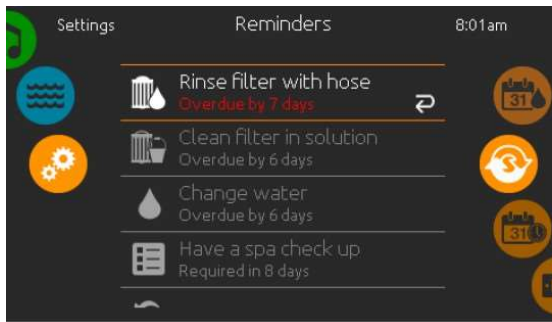 Settings
Reminders
8:01am
Rinse filter with hose
Overdue by 7 days
Clean filter in solution
Overdue by 6 days
Change water
Overdue by 6 days
Have a spa check up
Required in 8 days
31
31